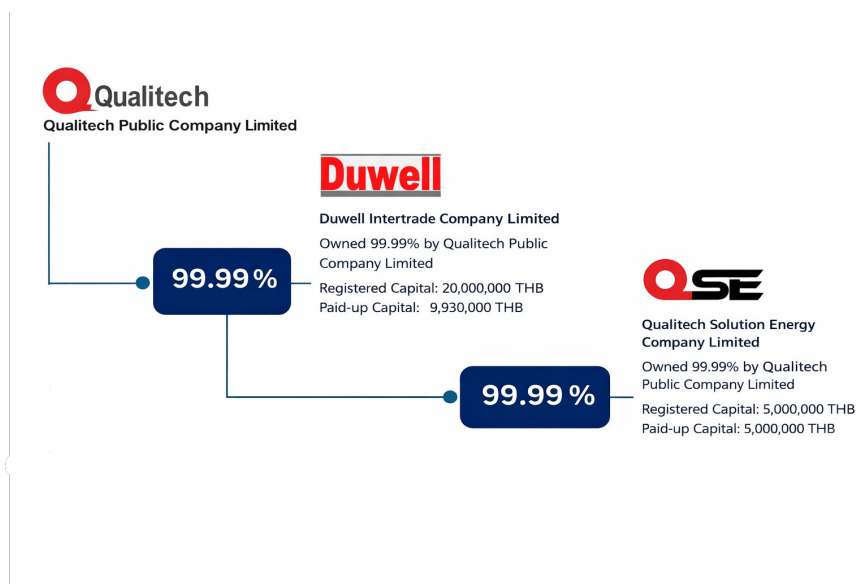 Qualitech
Qualitech Public Company Limited
Duwell
Duwell Intertrade Company Limited
99.99 %
Owned 99.99% by Qualitech Public
Company Limited
Registered Capital: 20,000,000 THB
Paid-up Capital: 9,930,000 THB
QSE
Qualitech Solution Energy
Company Limited
99.99 %
Owned 99.99% by Qualitech
Public Company Limited
Registered Capital: 5,000,000 THB
Paid-up Capital: 5,000,000 THB